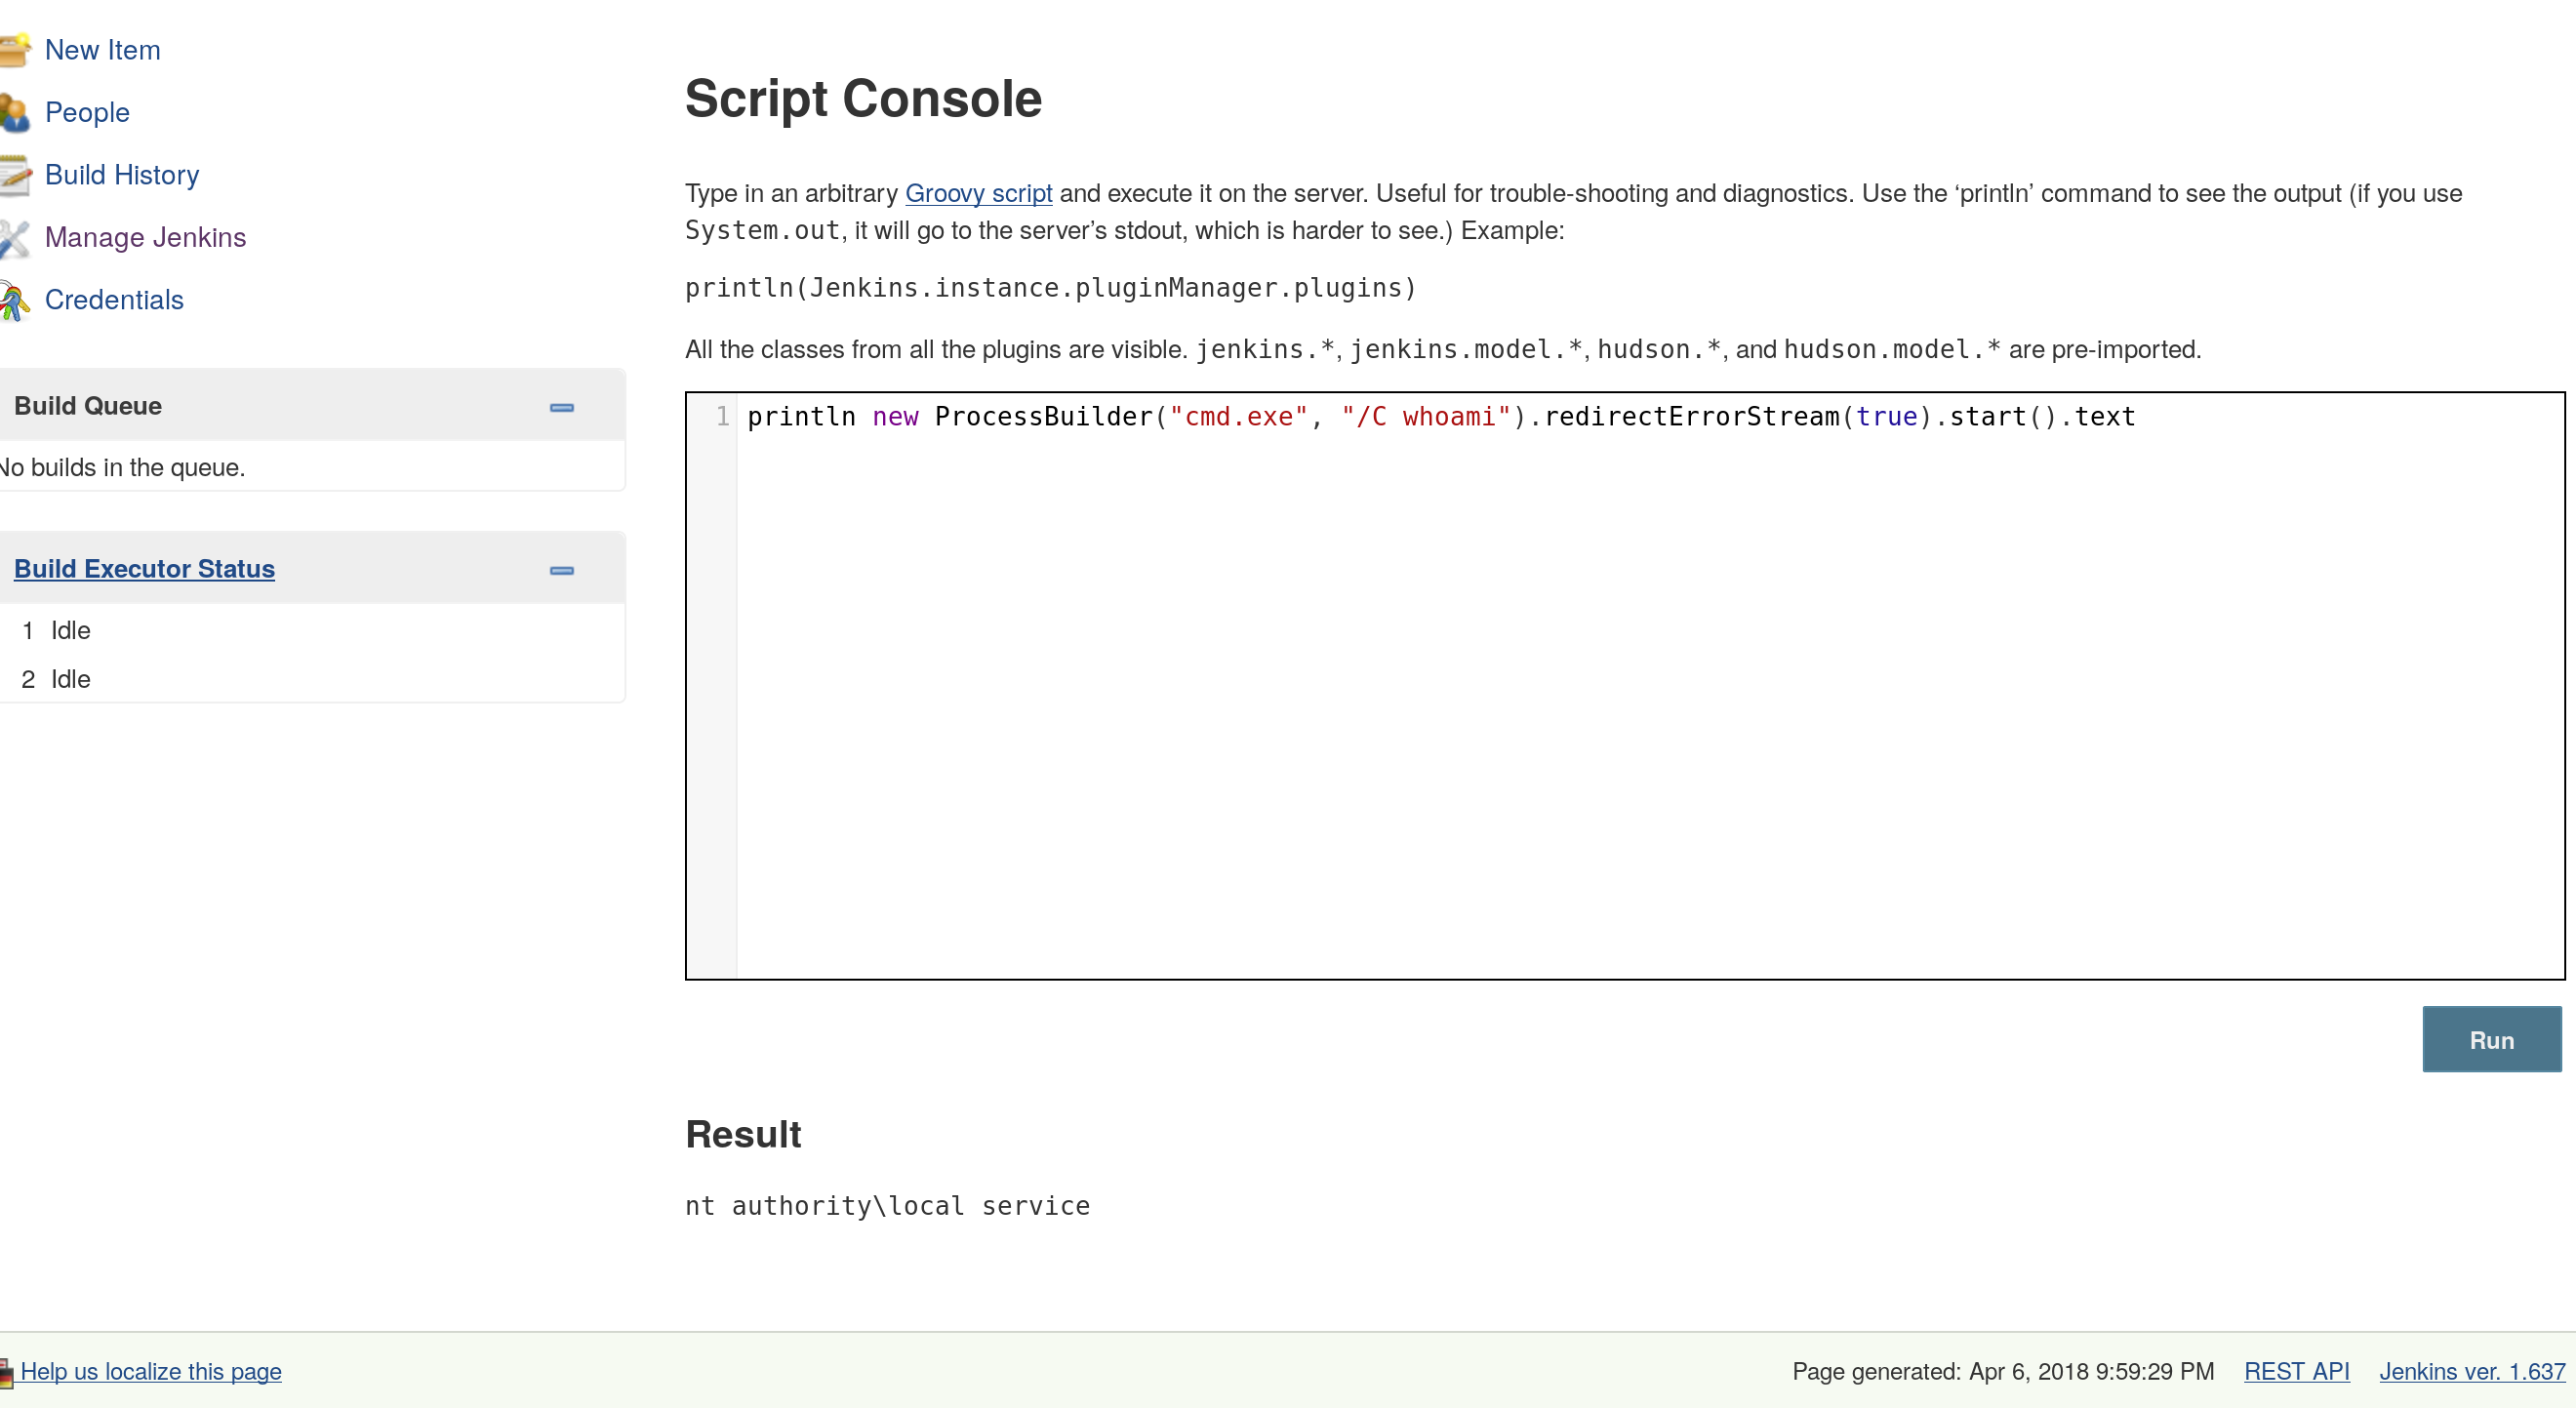 New Item
People
Build History
Manage Jenkins
Credentials
Build Queue
No builds in the queue.
Build Executor Status
1 Idle
2 Idle
Script Console
Type in an arbitrary Groovy script and execute it on the server. Useful for trouble-shooting and diagnostics. Use the ‘println’ command to see the output (if you use
System.out, it will go to the server’s stdout, which is harder to see.) Example:
println(Jenkins.instance.pluginManager.plugins)
All the classes from all the plugins are visible. jenkins.*, jenkins.model.*, hudson.*, and hudson.model.* are pre-imported.
1 println new ProcessBuilder("cmd.exe", "/C whoami").redirectErrorStream(true).start().text
Run
Result
nt authority\local service
Help us localize this page
Page generated: Apr 6, 2018 9:59:29 PM REST API Jenkins ver. 1.637